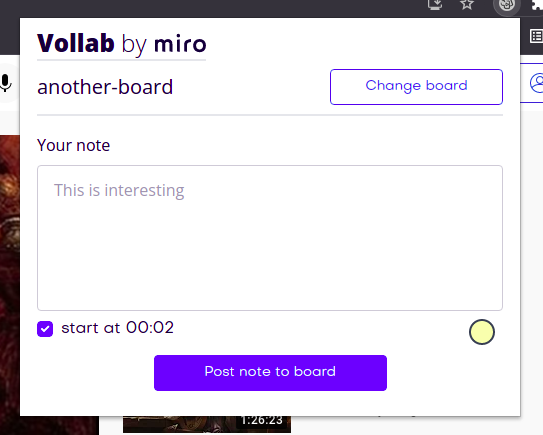 Vollab by miro
another-board
Change board
Your note
This is interesting
start at 00:02
Post note to board
1:26:23